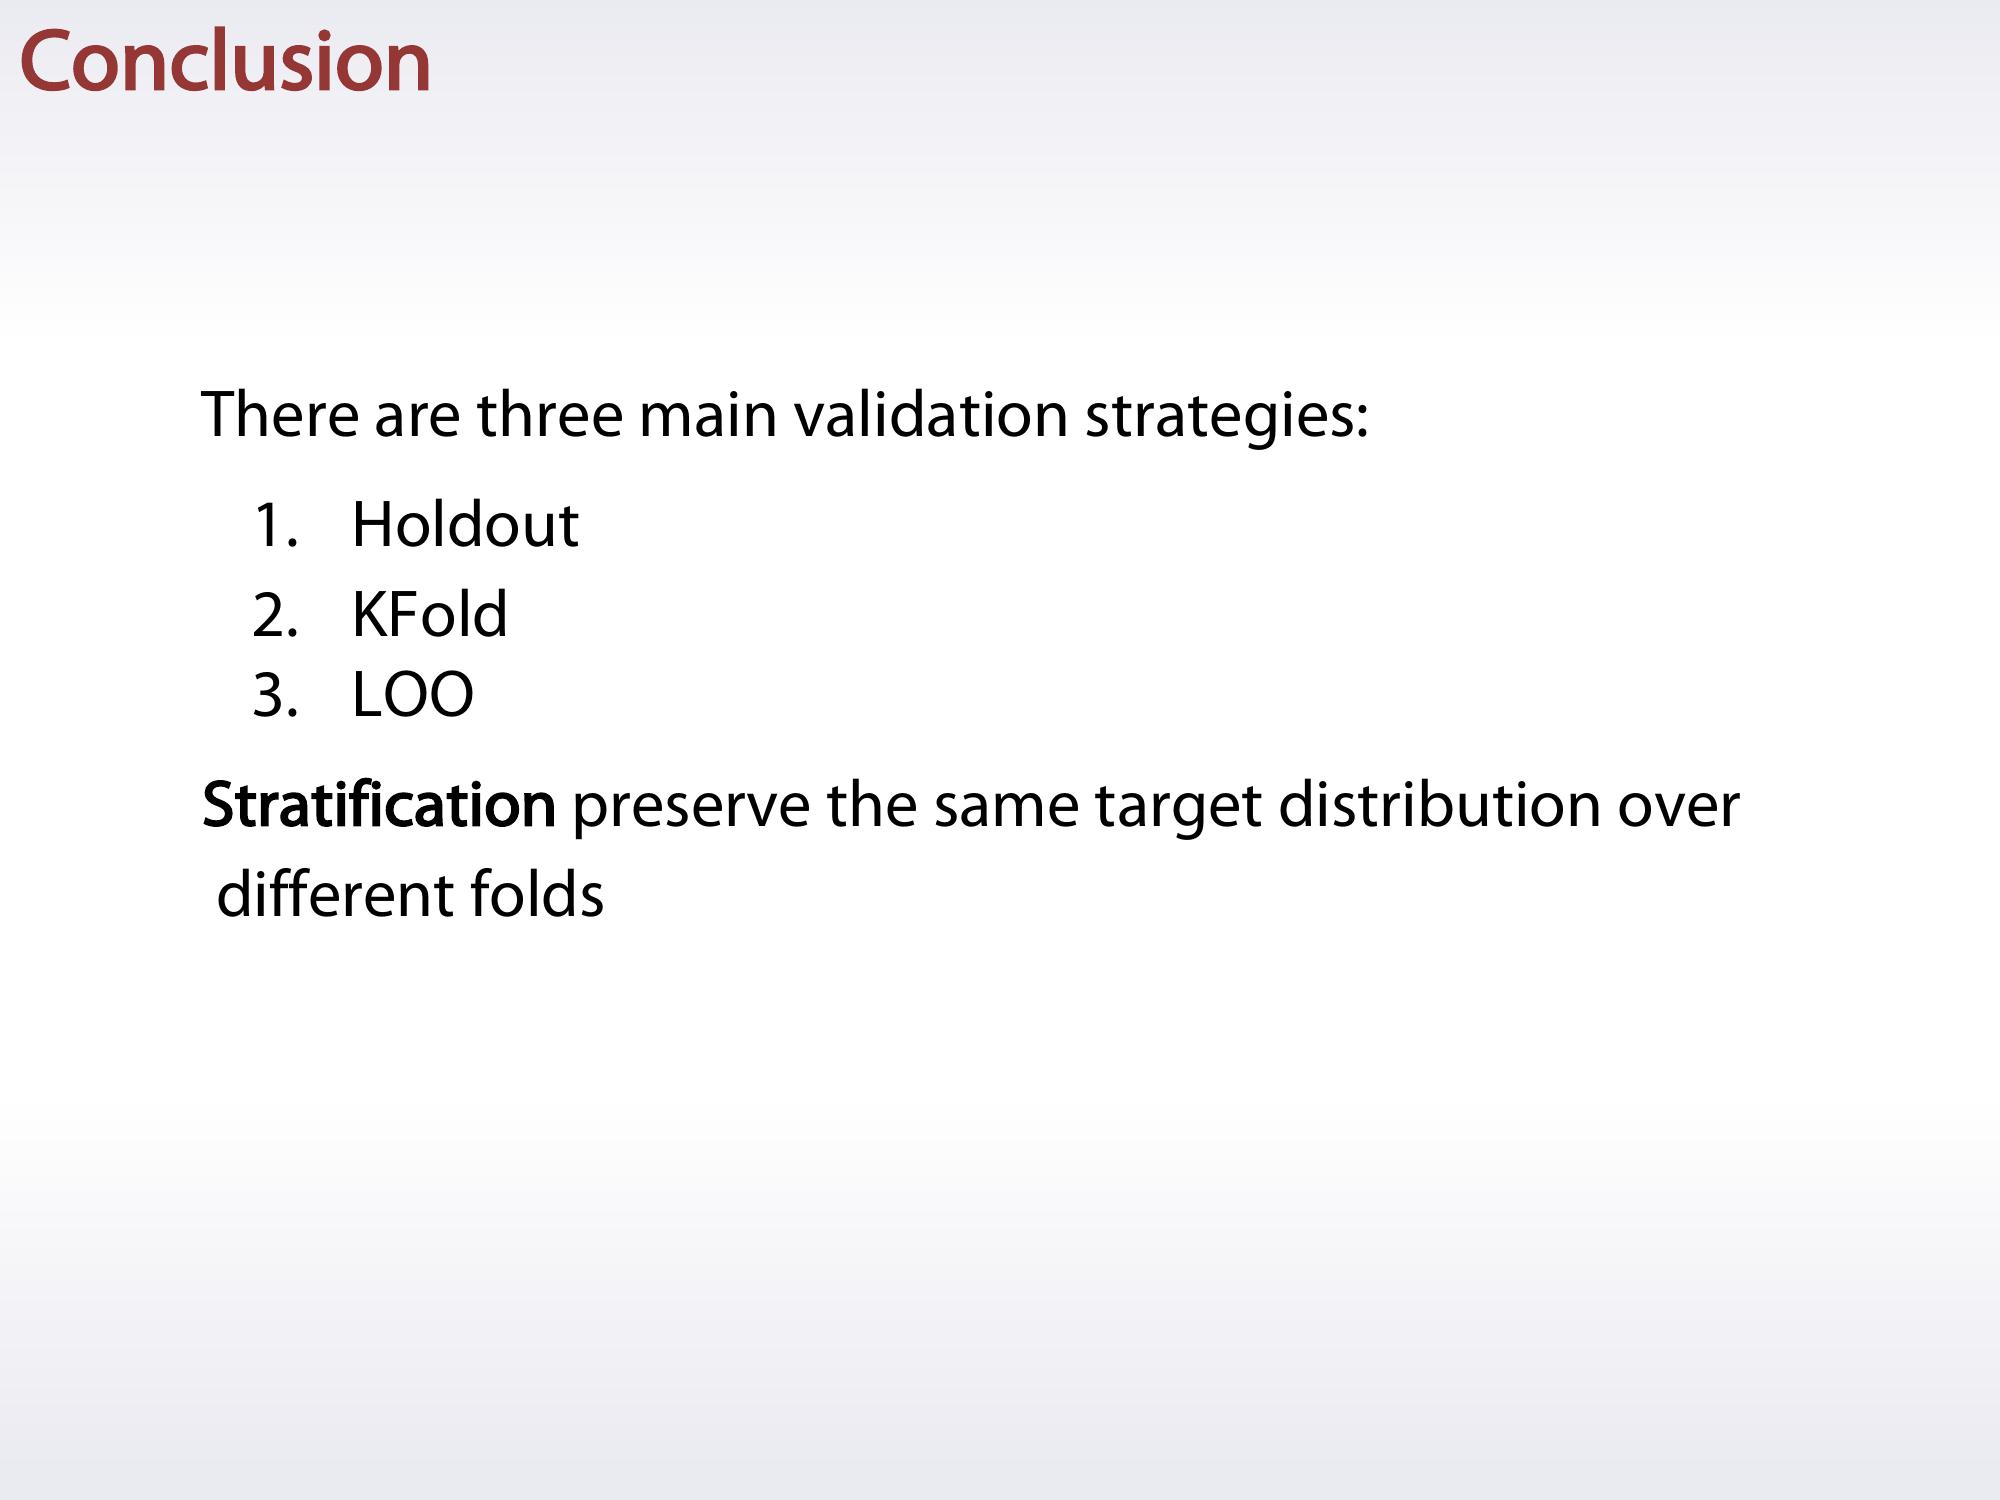 Conclusion
There are three main validation strategies:
1. Holdout
2. KFold
3. LOO
Stratification preserve the same target distribution over
different folds